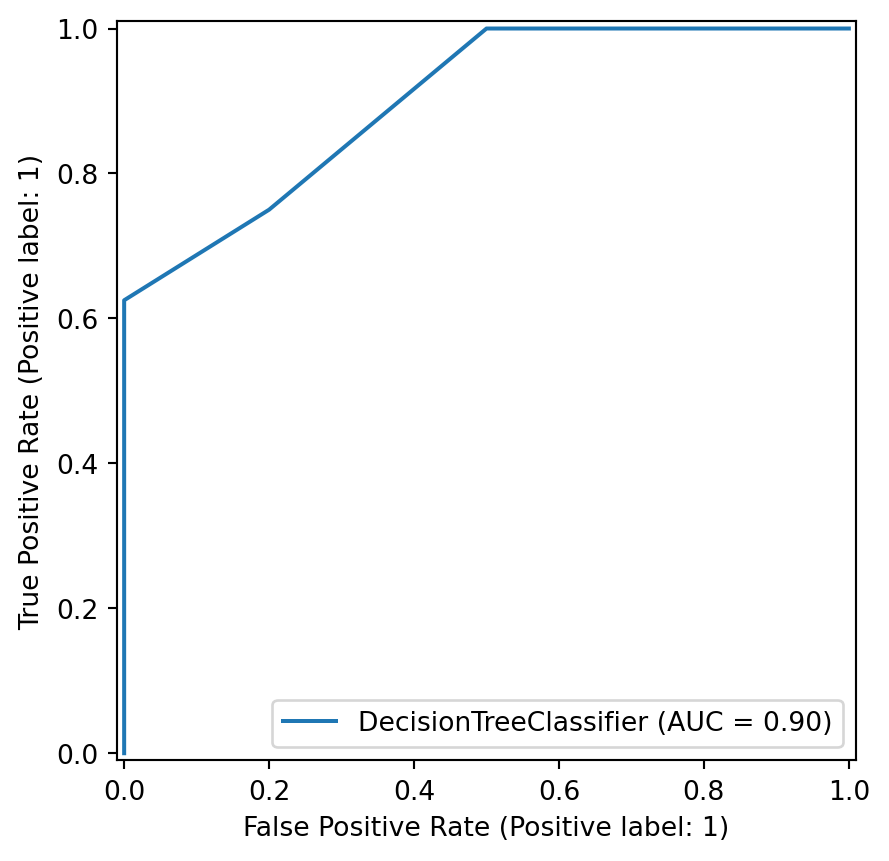 1.0
0.8
0.6
0.4
0.2
0.0
True Positive Rate (Positive label: 1)
DecisionTreeClassifier (AUC = 0.90)
0.0 0.2 0.4 0.6 0.8 1.0
False Positive Rate (Positive label: 1)